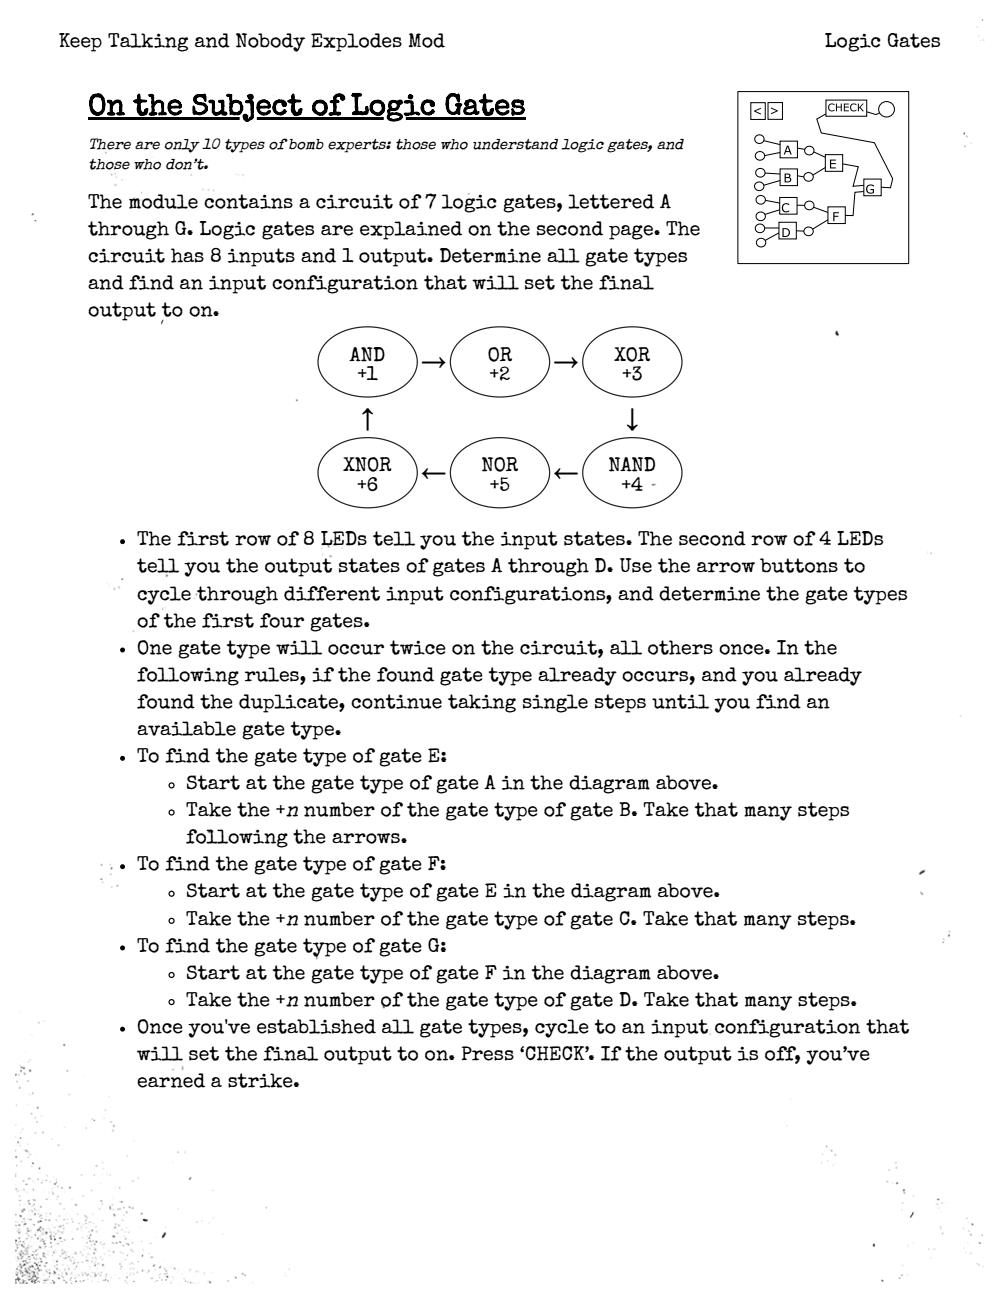 Keep Talking and Nobody Explodes Mod
Logic Gates
On the Subject of Logic Gates
There are only 10 types of bomb experts: those who understand logic gates, and
those who don't.
The module contains a circuit of 7 logic gates, lettered A
through G. Logic gates are explained on the second page. The
circuit has 8 inputs and 1 output. Determine all gate types
and find an input configuration that will set the final
output to on.
< >
CHECK
A
E
B
G
C
F
D
AND
+1
→
OR
+2
→
XOR
+3
↑
↓
XNOR
+6
←
NOR
+5
←
NAND
+4
• The first row of 8 LEDs tell you the input states. The second row of 4 LEDs
tell you the output states of gates A through D. Use the arrow buttons to
cycle through different input configurations, and determine the gate types
of the first four gates.
• One gate type will occur twice on the circuit, all others once. In the
following rules, if the found gate type already occurs, and you already
found the duplicate, continue taking single steps until you find an
available gate type.
• To find the gate type of gate E:
◦ Start at the gate type of gate A in the diagram above.
◦ Take the +n number of the gate type of gate B. Take that many steps
following the arrows.
• To find the gate type of gate F:
◦ Start at the gate type of gate E in the diagram above.
◦ Take the +n number of the gate type of gate C. Take that many steps.
• To find the gate type of gate G:
◦ Start at the gate type of gate F in the diagram above.
◦ Take the +n number of the gate type of gate D. Take that many steps.
• Once you've established all gate types, cycle to an input configuration that
will set the final output to on. Press ‘CHECK’. If the output is off, you’ve
earned a strike.